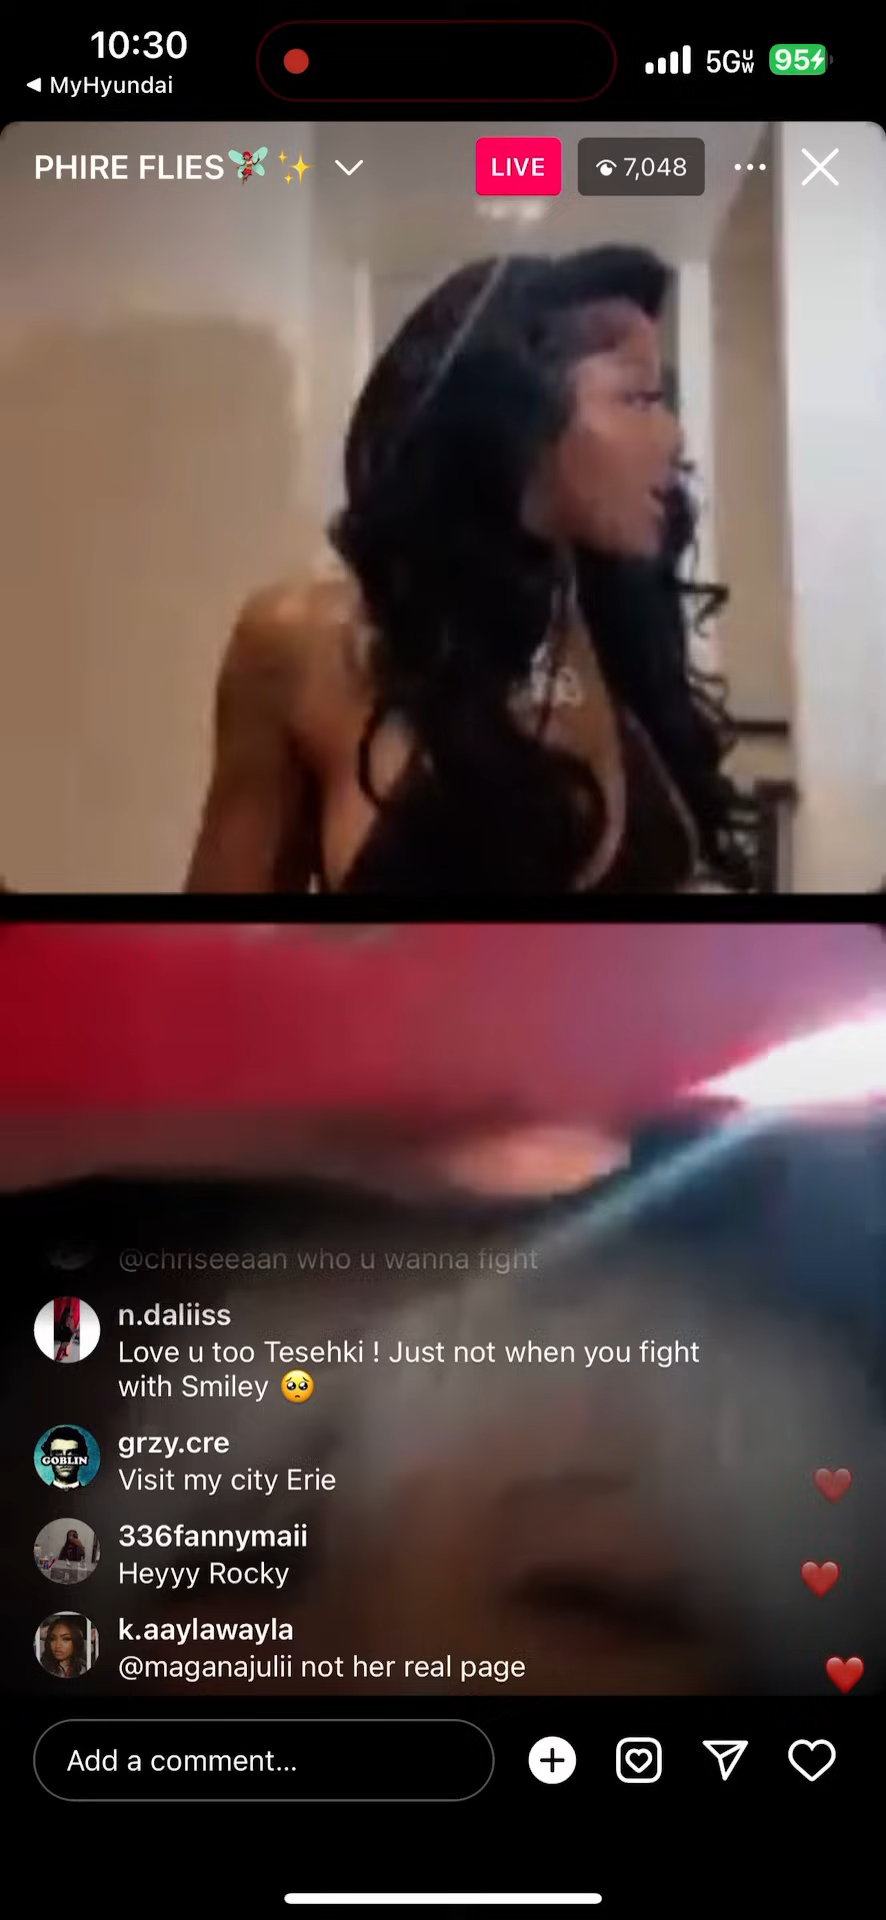 10:30
5GUW
95
◀ MyHyundai
PHIRE FLIES🧚✨
LIVE
7,048
@chriseeaan who u wanna fight
n.daliiss
Love u too Tesehki ! Just not when you fight
with Smiley 🥺
grzy.cre
GOBLIN
Visit my city Erie
336fannymaii
Heyyy Rocky
k.aaylawayla
@maganajulii not her real page
Add a comment...